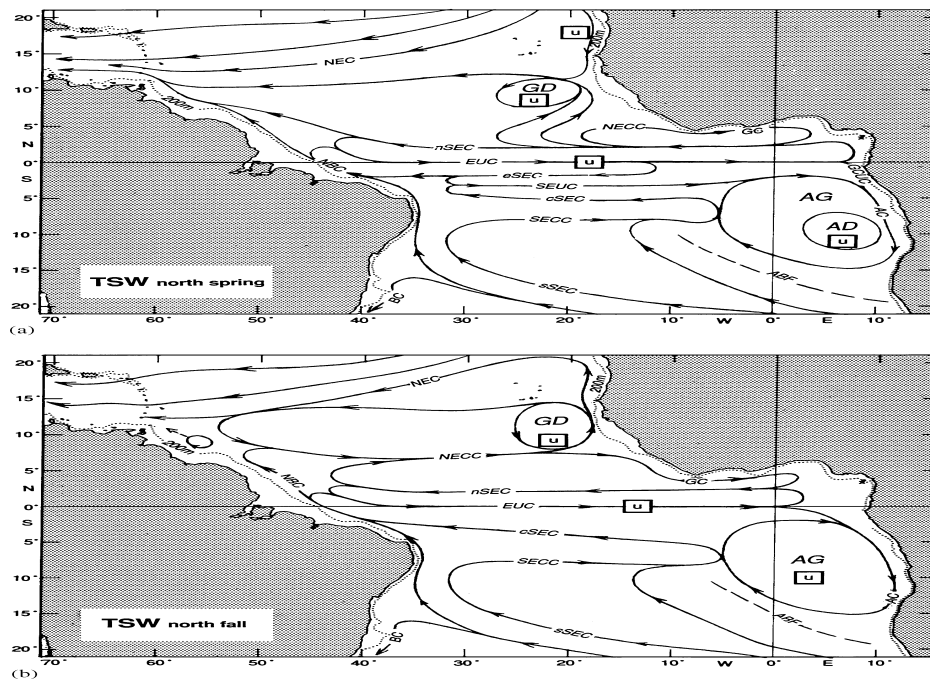 20°
15°
10°
5°
N
0°
S
5°
10°
15°
20°
U
200m
NEC
GD
U
200m
NECC
GC
nSEC
NBC
EUC
U
eSEC
GCUC
SEUC
cSEC
AG
AC
SECC
AD
U
ABF
TSW north spring
sSEC
BC
70° 60° 50° 40° 30° 20° 10° W 0° E 10°
(a)
20°
15°
10°
5°
N
0°
S
5°
10°
15°
20°
NEC
200m
GD
U
200m
NECC
NBC
GC
nSEC
EUC
U
cSEC
SECC
AG
U
AC
ABF
TSW north fall
sSEC
BC
70° 60° 50° 40° 30° 20° 10° W 0° E 10°
(b)